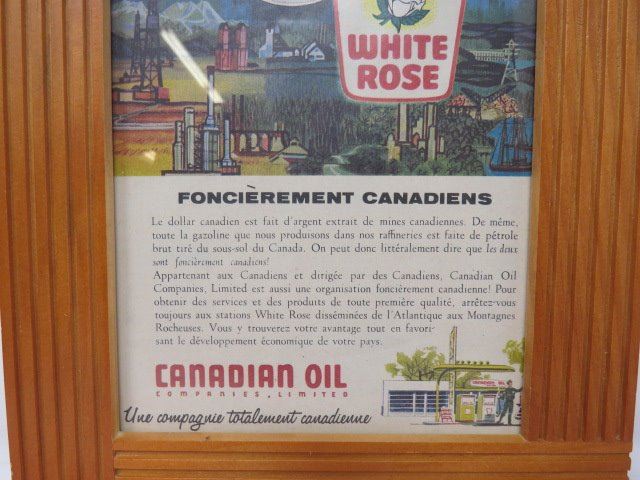 WHITE
ROSE
FONCIÈREMENT CANADIENS
Le dollar canadien est fait d'argent extrait de mines canadiennes. De même,
toute la gazoline que nous produisons dans nos raffineries est faite de pétrole
brut tiré du sous-sol du Canada. On peut donc littéralement dire que les deux
sont foncièrement canadiens!
Appartenant aux Canadiens et dirigée par des Canadiens, Canadian Oil
Companies, Limited est aussi une organisation foncièrement canadienne! Pour
obtenir des services et des produits de toute première qualité, arrêtez-vous
toujours aux stations White Rose disséminées de l'Atlantique aux Montagnes
Rocheuses. Vous y trouverez votre avantage tout en favori-
sant le développement économique de votre pays.
CANADIAN OIL
COMPANIES, LIMITED
Une compagnie totalement canadienne
CANADIAN OIL